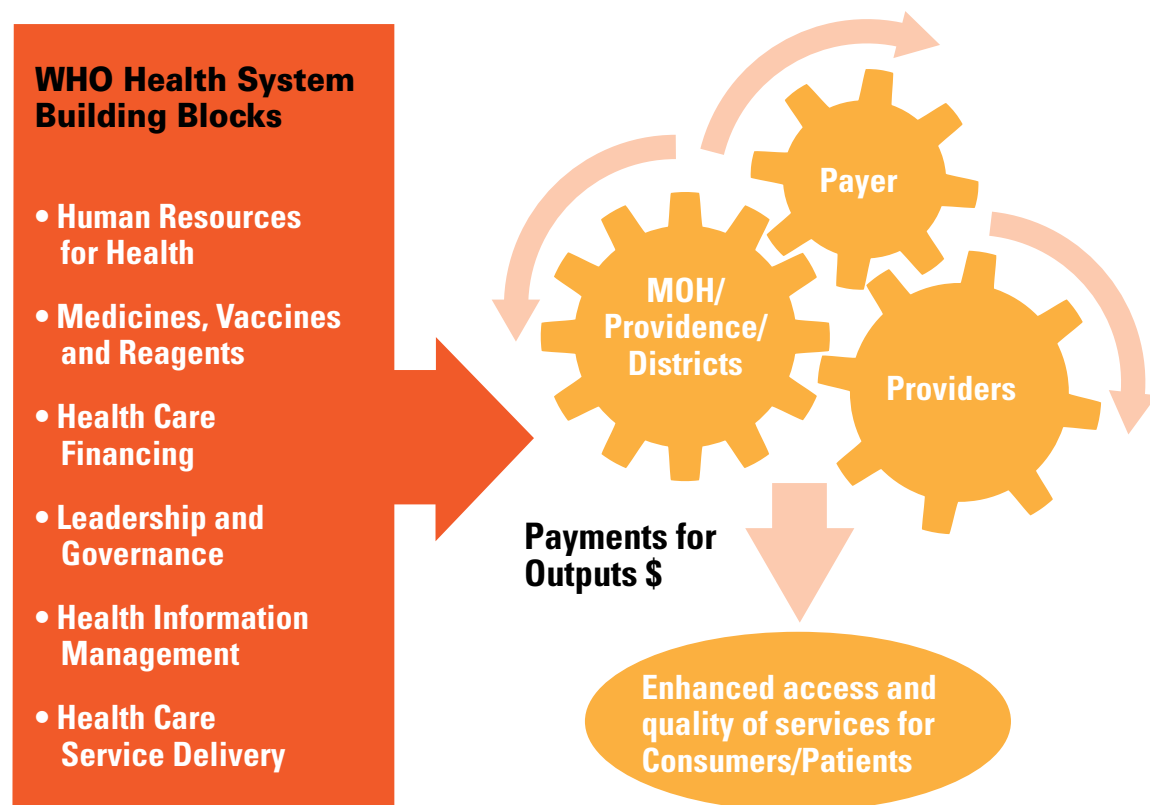 WHO Health System
Building Blocks
• Human Resources
for Health
• Medicines, Vaccines
and Reagents
• Health Care
Financing
• Leadership and
Governance
• Health Information
Management
• Health Care
Service Delivery
Payer
MOH/
Providence/
Districts
Providers
Payments for
Outputs $
Enhanced access and
quality of services for
Consumers/Patients